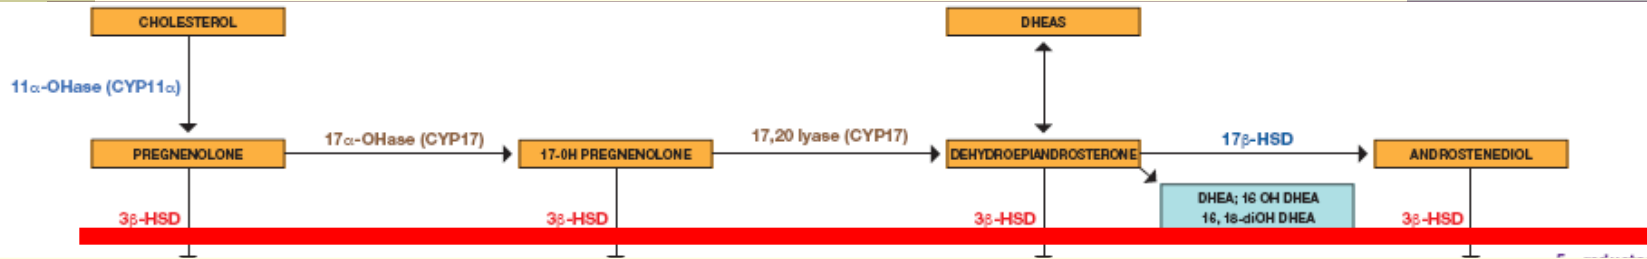 CHOLESTEROL
DHEAS
11α-OHase (CYP11α)
17α-OHase (CYP17)
17,20 lyase (CYP17)
17β-HSD
PREGNENOLONE
17-0H PREGNENOLONE
DEHYDROEPIANDROSTERONE
ANDROSTENEDIOL
DHEA; 16 OH DHEA
16, 18-diOH DHEA
3β-HSD
3β-HSD
3β-HSD
3β-HSD